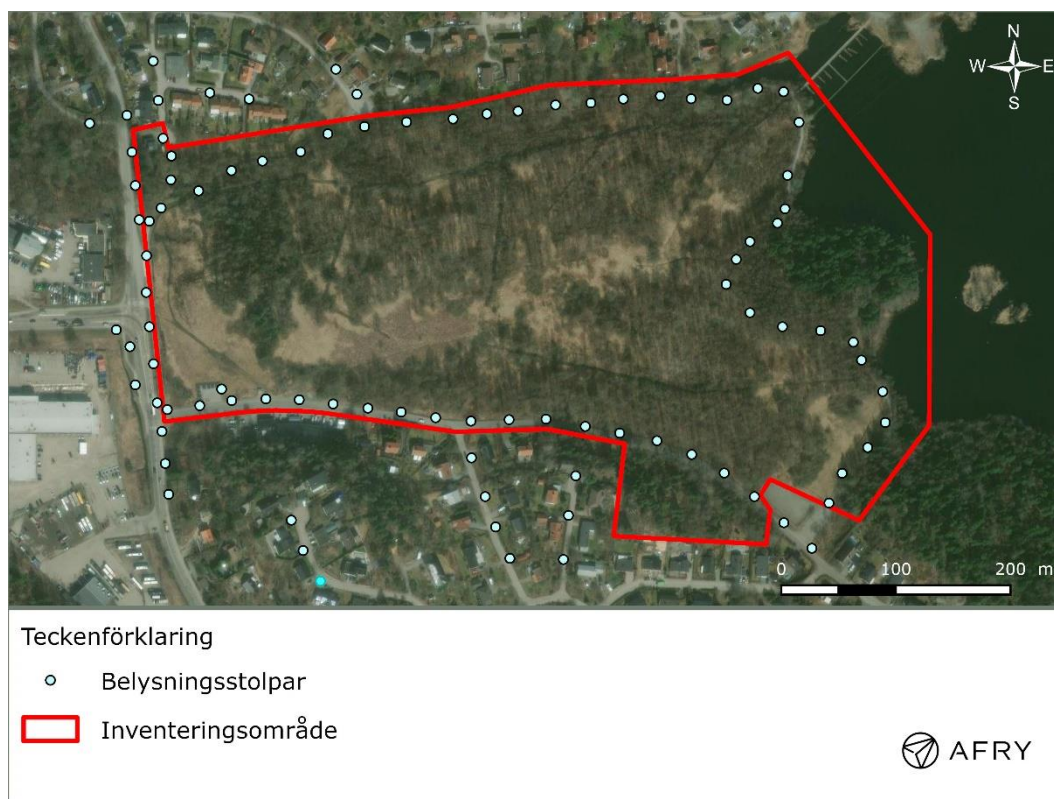 N
W E
S
0 100 200 m
Teckenförklaring
Belysningsstolpar
Inventeringsområde
AFRY